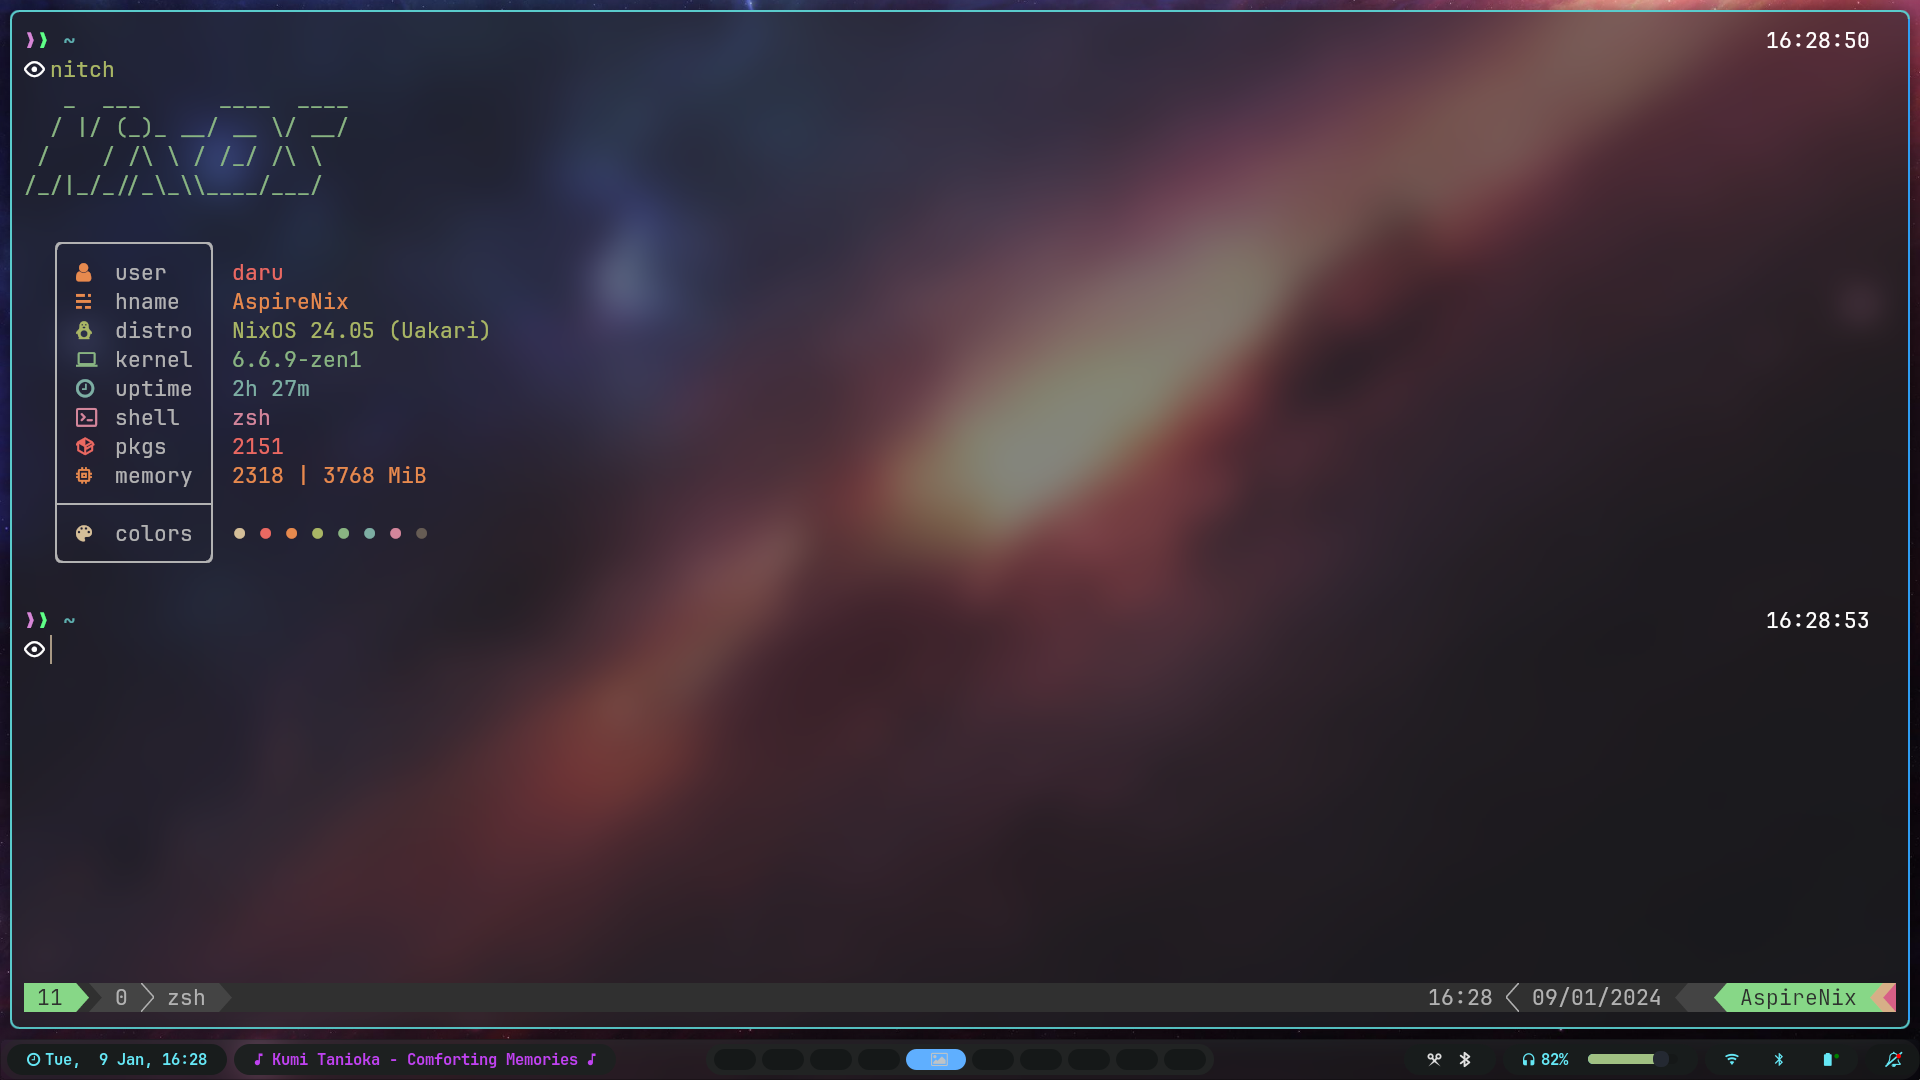 ❱❱ ~ 16:28:50
nitch
   _  ___      ____  ____
  / |/ (_)_ __/ __ \/ __/
 /    / /\ \ / /_/ /\ \
/_/|_/_//_\_\\____/___/
user daru
hname AspireNix
distro NixOS 24.05 (Uakari)
kernel 6.6.9-zen1
uptime 2h 27m
shell zsh
pkgs 2151
memory 2318 | 3768 MiB
colors
❱❱ ~ 16:28:53
11 0 zsh 16:28 09/01/2024 AspireNix
Tue,  9 Jan, 16:28 Kumi Tanioka - Comforting Memories 82%